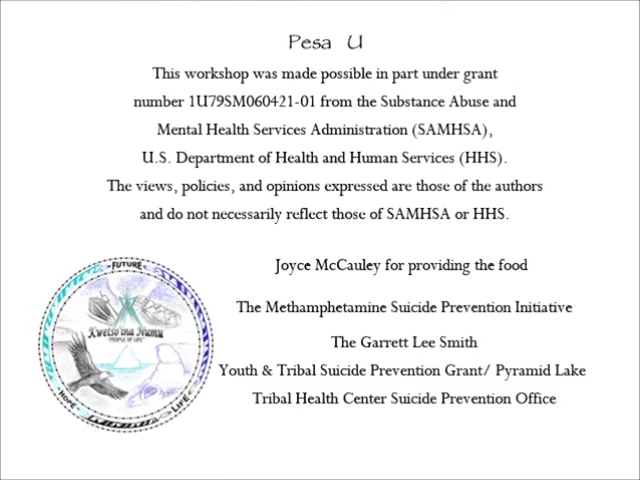 Pesa U
This workshop was made possible in part under grant
number 1U79SM060421-01 from the Substance Abuse and
Mental Health Services Administration (SAMHSA),
U.S. Department of Health and Human Services (HHS).
The views, policies, and opinions expressed are those of the authors
and do not necessarily reflect those of SAMHSA or HHS.
Joyce McCauley for providing the food
The Methamphetamine Suicide Prevention Initiative
The Garrett Lee Smith
Youth & Tribal Suicide Prevention Grant/ Pyramid Lake
Tribal Health Center Suicide Prevention Office
FUTURE
Kwetso'ina Numu
"PEOPLE OF LIFE"
HOPE
LIFE